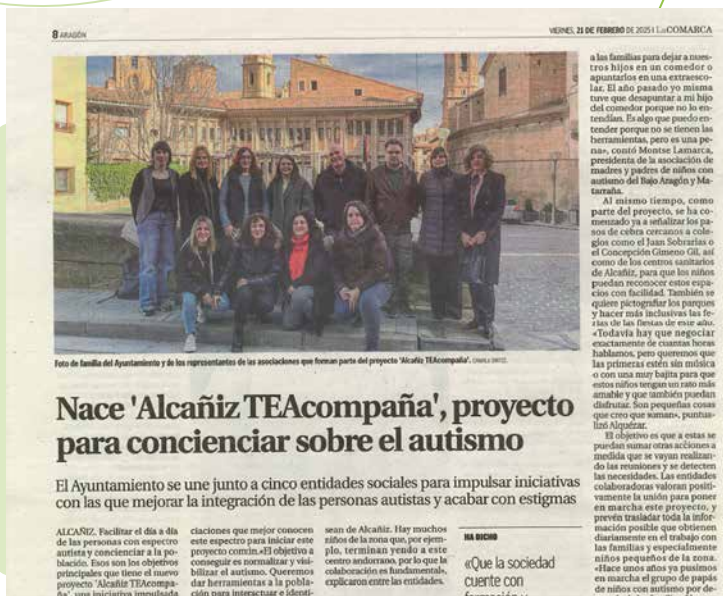 8 ARAGÓN
VIERNES, 21 DE FEBRERO DE 2025 | La COMARCA
Foto de familia del Ayuntamiento y de los representantes de las asociaciones que forman parte del proyecto 'Alcañiz TEAcompaña'.
Nace 'Alcañiz TEAcompaña', proyecto
para concienciar sobre el autismo
El Ayuntamiento se une junto a cinco entidades sociales para impulsar iniciativas
con las que mejorar la integración de las personas autistas y acabar con estigmas
ALCAÑIZ. Facilitar el día a día
de las personas con espectro
autista y concienciar a la po-
blación. Esos son los objetivos
principales que tiene el nuevo
proyecto 'Alcañiz TEAcompa-
ña', una iniciativa impulsada
ciaciones que mejor conocen
este espectro para iniciar este
proyecto común. «El objetivo a
conseguir es normalizar y visi-
bilizar el autismo. Queremos
dar herramientas a la pobla-
ción para interactuar e identi-
sean de Alcañiz. Hay muchos
niños de la zona que, por ejem-
plo, terminan yendo a este
centro andorrano, por lo que la
colaboración es fundamental»,
explicaron entre las entidades.
HA DICHO
«Que la sociedad
cuente con
a las familias para dejar a nues-
tros hijos en un comedor o
apuntarlos en una extraesco-
lar. El año pasado yo misma
tuve que desapuntar a mi hijo
del comedor porque no lo en-
tendían. Es algo que puedo en-
tender porque no se tienen las
herramientas, pero es una pe-
na», contó Montse Lamarca,
presidenta de la asociación de
madres y padres de niños con
autismo del Bajo Aragón y Ma-
tarraña.
Al mismo tiempo, como
parte del proyecto, se ha co-
menzado ya a señalizar los pa-
sos de cebra cercanos a cole-
gios como el Juan Sobrarias o
el Concepción Gimeno Gil, así
como de los centros sanitarios
de Alcañiz, para que los niños
puedan reconocer estos espa-
cios con facilidad. También se
quiere pictografiar los parques
y hacer más inclusivas las fe-
rias de las fiestas de este año.
«Todavía hay que negociar
exactamente de cuantas horas
hablamos, pero queremos que
las primeras estén sin música
o con una muy bajita para que
estos niños tengan un rato más
amable y que también puedan
disfrutar. Son pequeñas cosas
que creo que suman», puntua-
lizó Alquézar.
El objetivo es que a estas se
puedan sumar otras acciones a
medida que se vayan realizan-
do las reuniones y se detecten
las necesidades. Las entidades
colaboradoras valoran positi-
vamente la unión para poner
en marcha este proyecto, y
prevén trasladar toda la infor-
mación posible que obtienen
diariamente en el trabajo con
las familias y especialmente
niños pequeños de la zona.
«Hace unos años ya pusimos
en marcha el grupo de papás
de niños con autismo por de-